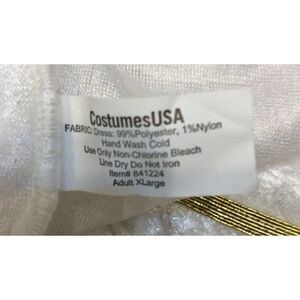 CostumesUSA
FABRIC: Dress: 99%Polyester, 1%Nylon
Hand Wash Cold
Use Only Non-Chlorine Bleach
Line Dry Do Not Iron
Item# 841224
Adult XLarge